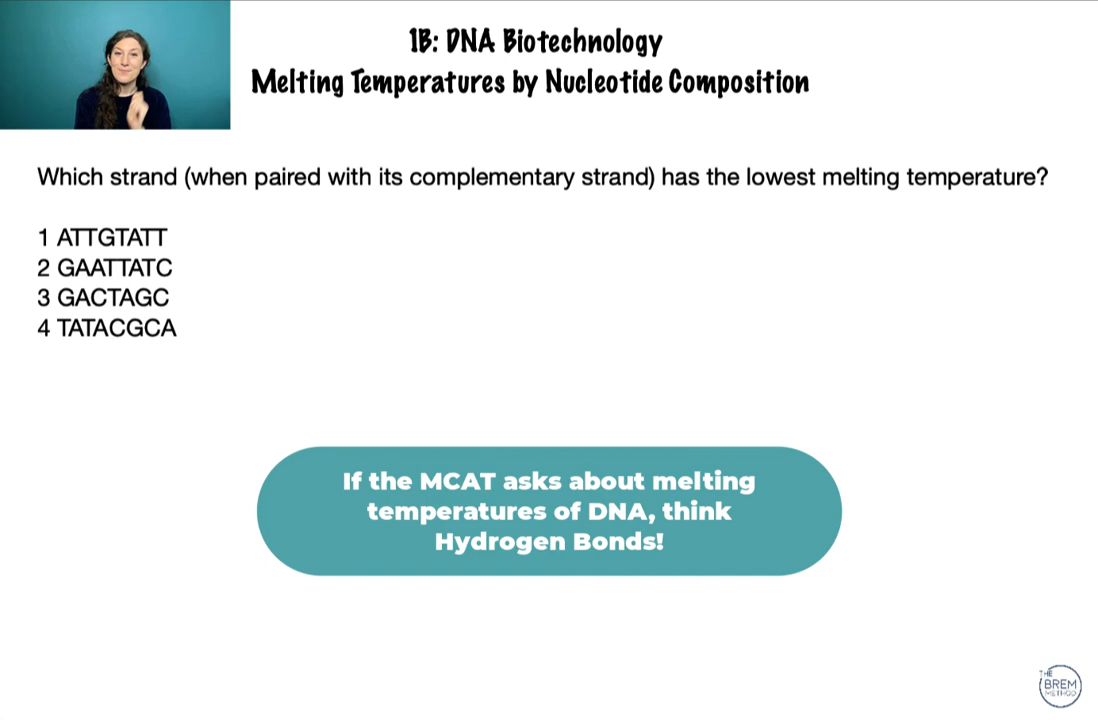 1B: DNA Biotechnology
Melting Temperatures by Nucleotide Composition
Which strand (when paired with its complementary strand) has the lowest melting temperature?
1 ATTGTATT
2 GAATTATC
3 GACTAGC
4 TATACGCA
If the MCAT asks about melting
temperatures of DNA, think
Hydrogen Bonds!
THE
BREM
METHOD